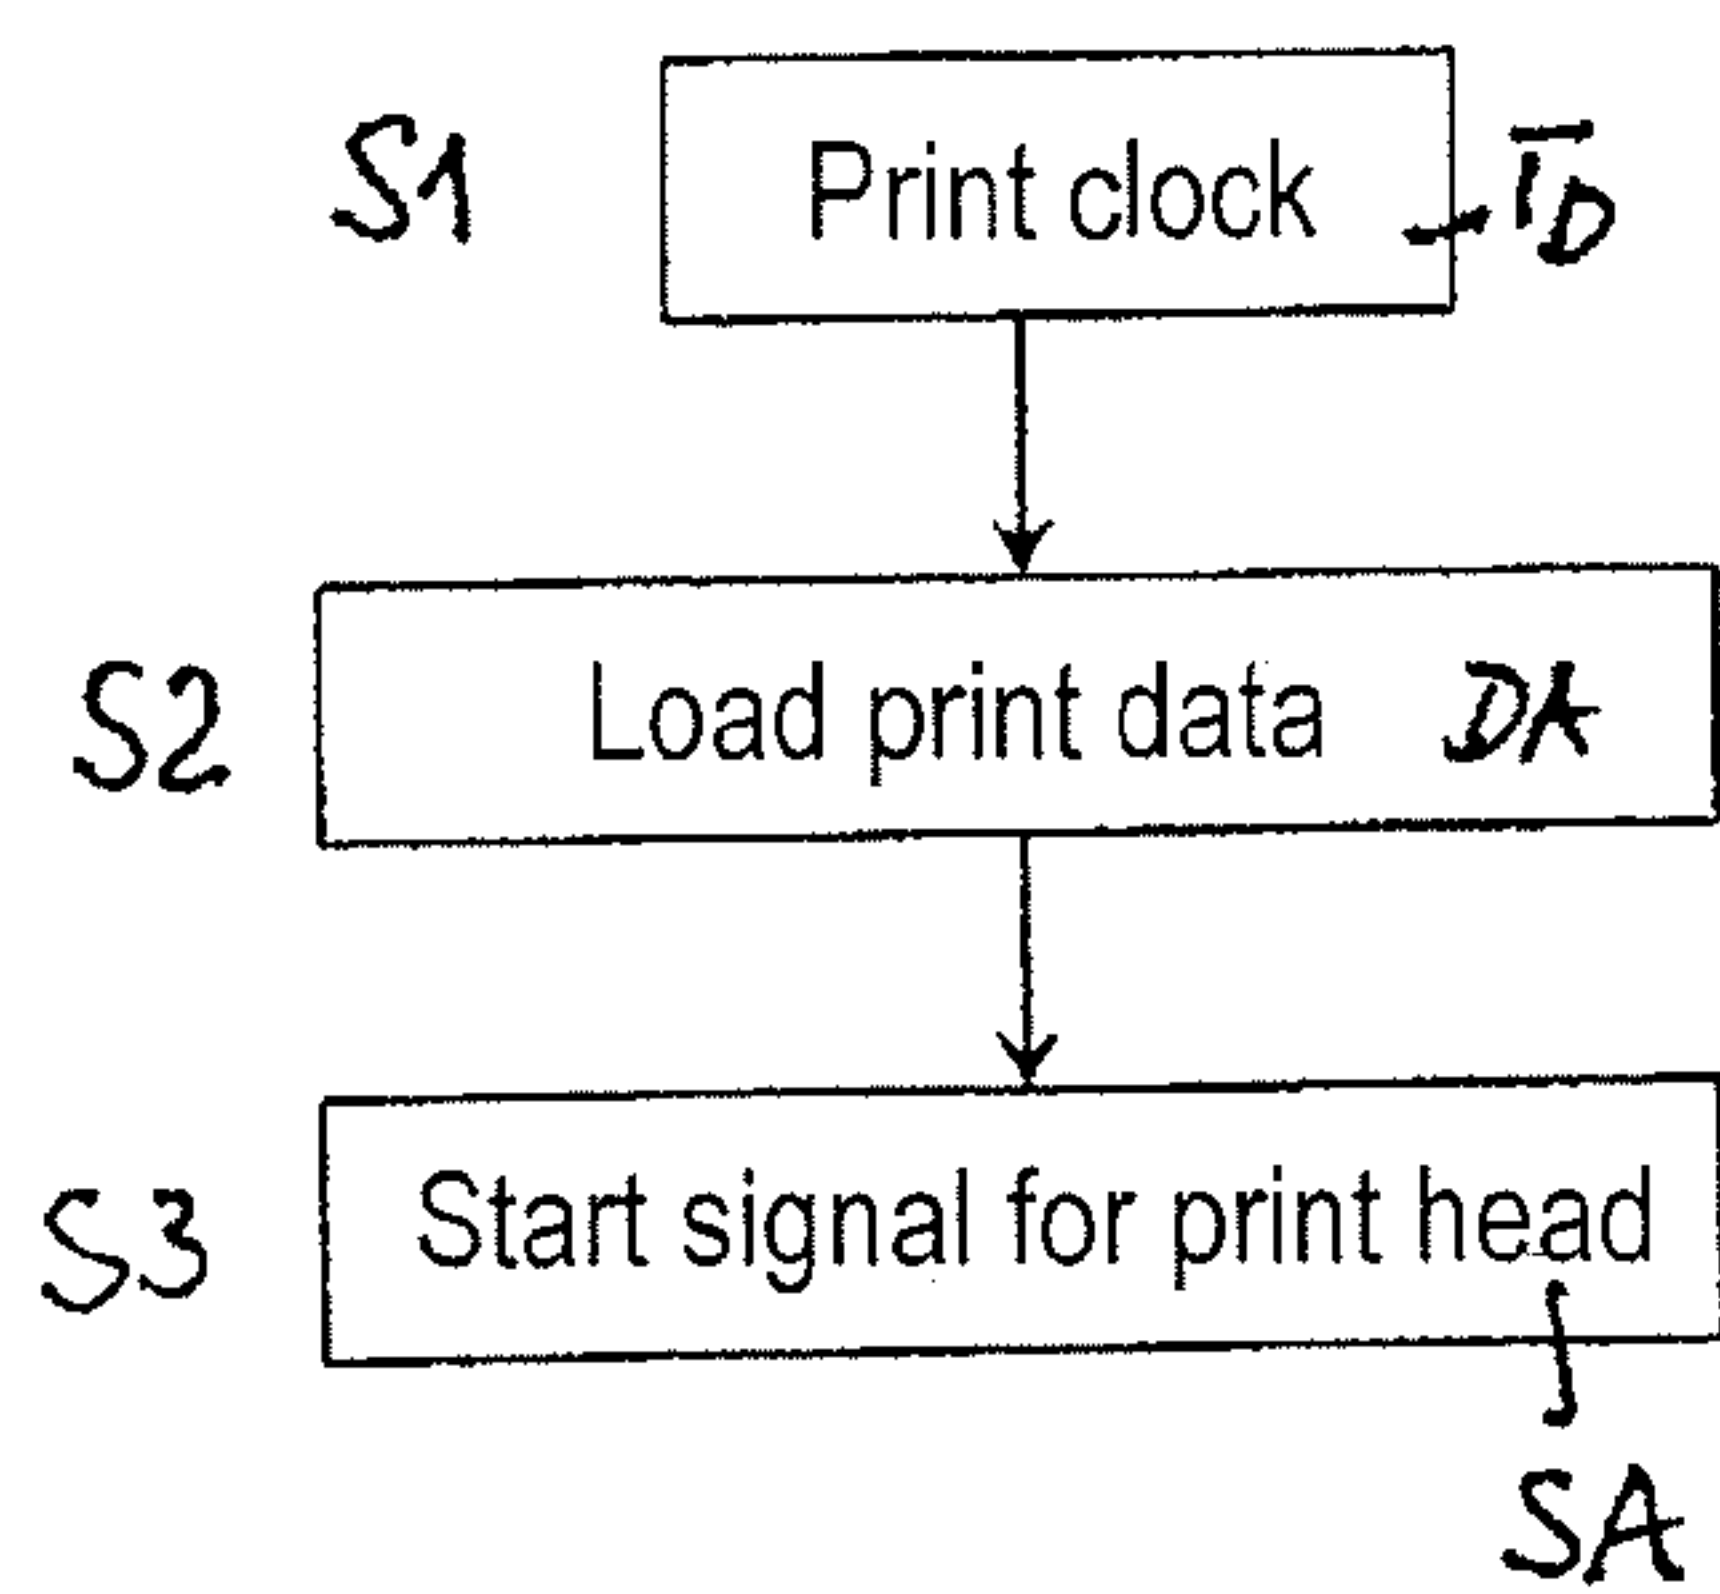 S1 Print clock T_D
S2 Load print data DA
S3 Start signal for print head
SA